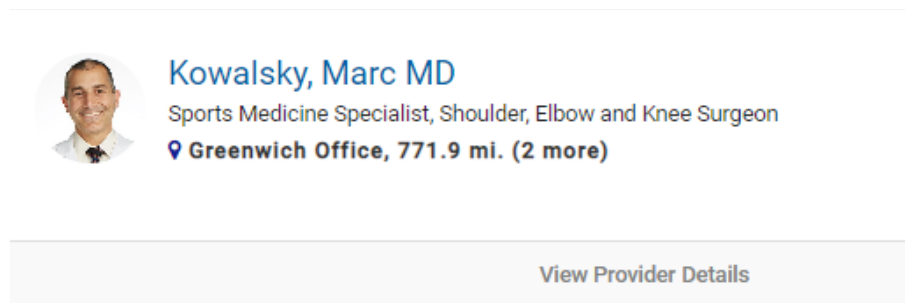 Kowalsky, Marc MD
Sports Medicine Specialist, Shoulder, Elbow and Knee Surgeon
Greenwich Office, 771.9 mi. (2 more)
View Provider Details